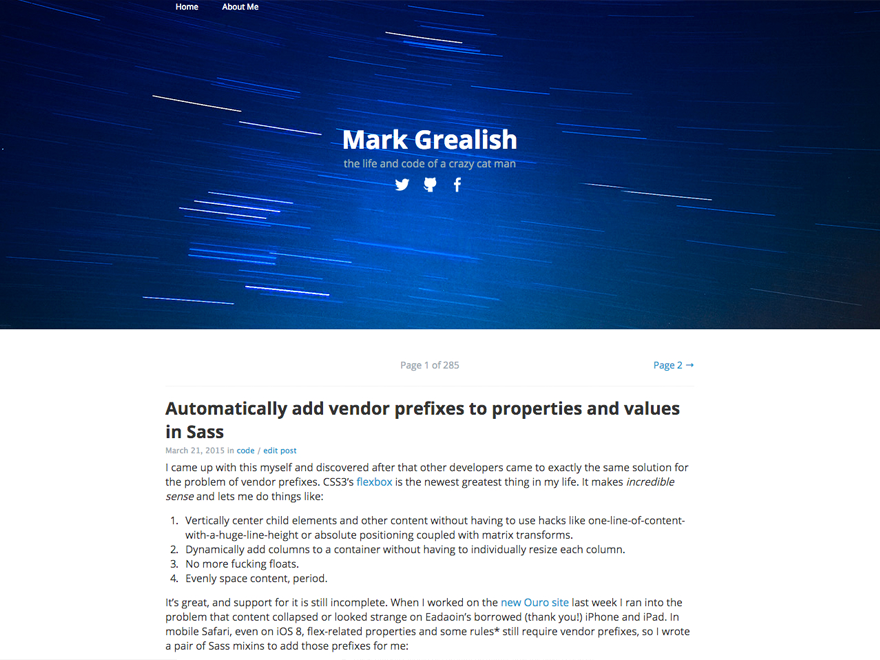 Home About Me
Mark Grealish
the life and code of a crazy cat man
Page 1 of 285 Page 2 →
Automatically add vendor prefixes to properties and values
in Sass
March 21, 2015 in code / edit post
I came up with this myself and discovered after that other developers came to exactly the same solution for
the problem of vendor prefixes. CSS3's flexbox is the newest greatest thing in my life. It makes incredible
sense and lets me do things like:
1. Vertically center child elements and other content without having to use hacks like one-line-of-content-
with-a-huge-line-height or absolute positioning coupled with matrix transforms.
2. Dynamically add columns to a container without having to individually resize each column.
3. No more fucking floats.
4. Evenly space content, period.
It's great, and support for it is still incomplete. When I worked on the new Ouro site last week I ran into the
problem that content collapsed or looked strange on Eadaoin's borrowed (thank you!) iPhone and iPad. In
mobile Safari, even on iOS 8, flex-related properties and some rules* still require vendor prefixes, so I wrote
a pair of Sass mixins to add those prefixes for me: